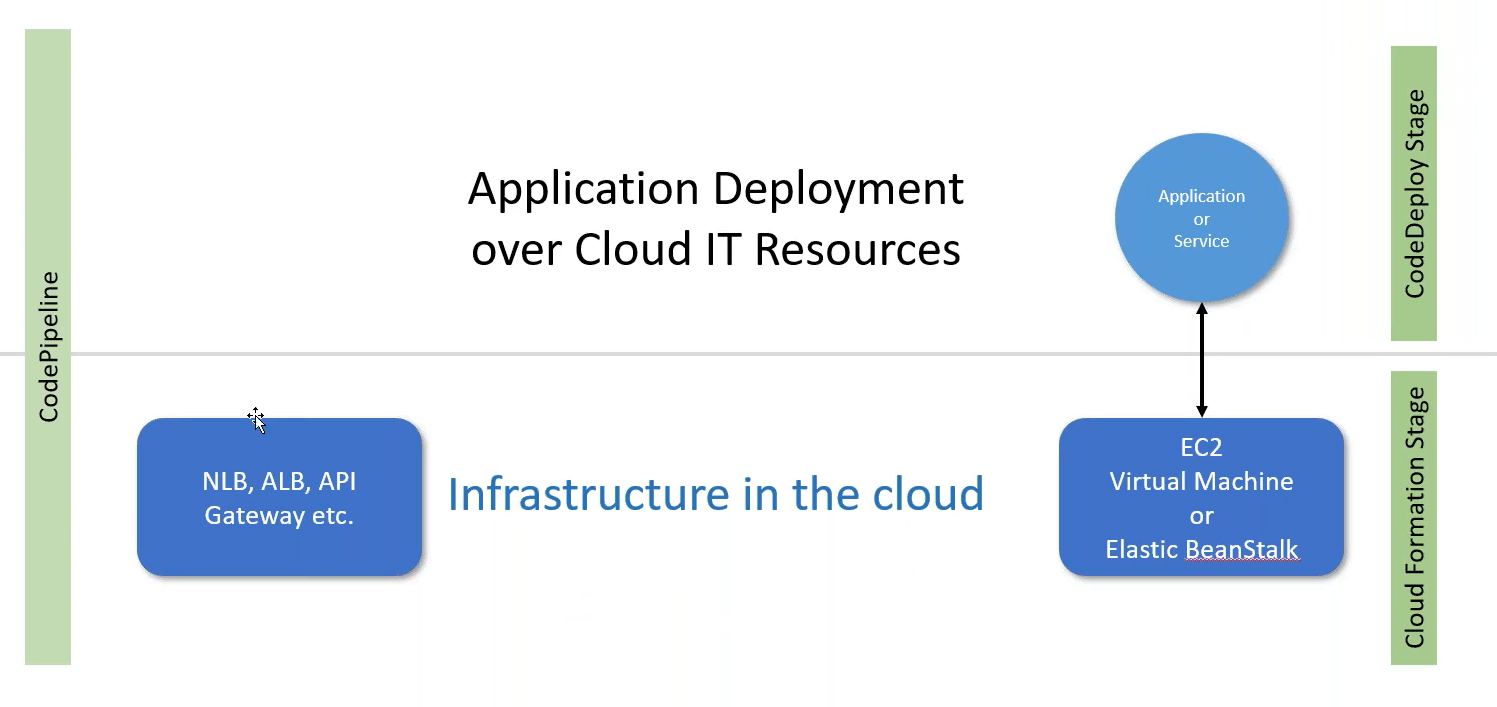 CodePipeline
Application Deployment
over Cloud IT Resources
Application
or
Service
CodeDeploy Stage
NLB, ALB, API
Gateway etc.
Infrastructure in the cloud
EC2
Virtual Machine
or
Elastic BeanStalk
Cloud Formation Stage